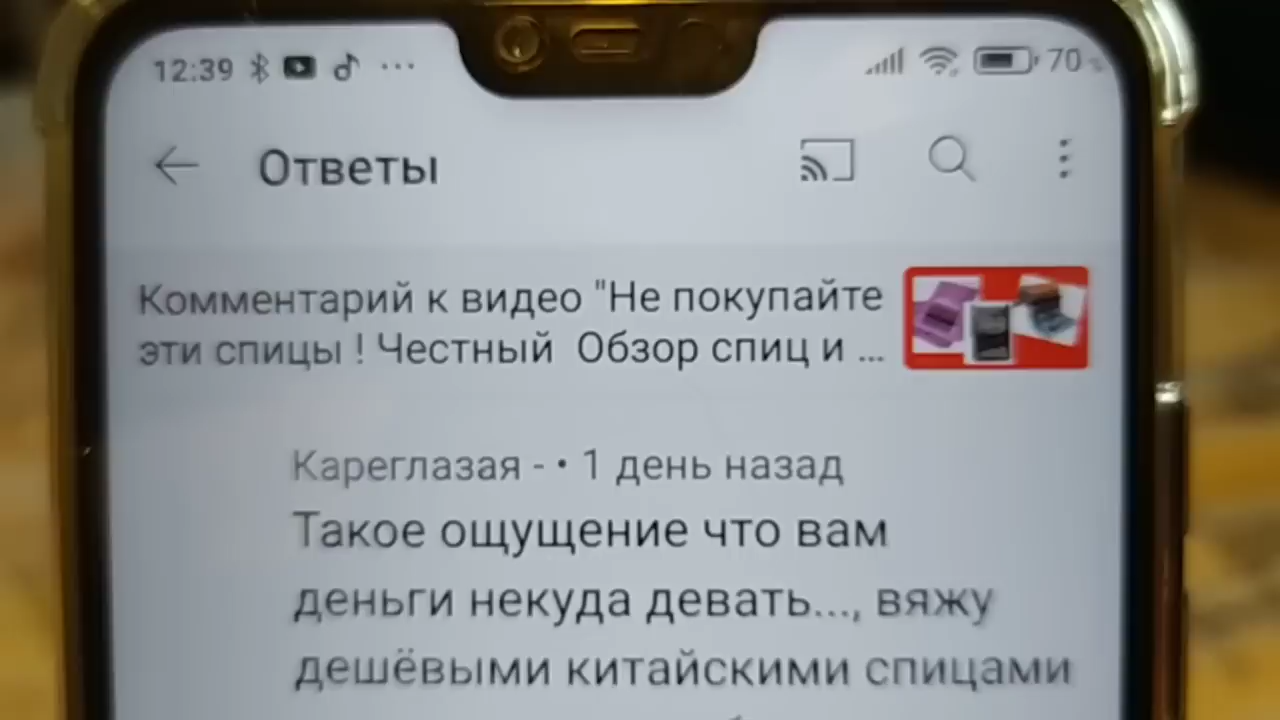 12:39 70
Ответы
Комментарий к видео "Не покупайте
эти спицы ! Честный Обзор спиц и ...
Кареглазая - • 1 день назад
Такое ощущение что вам
деньги некуда девать..., вяжу
дешёвыми китайскими спицами